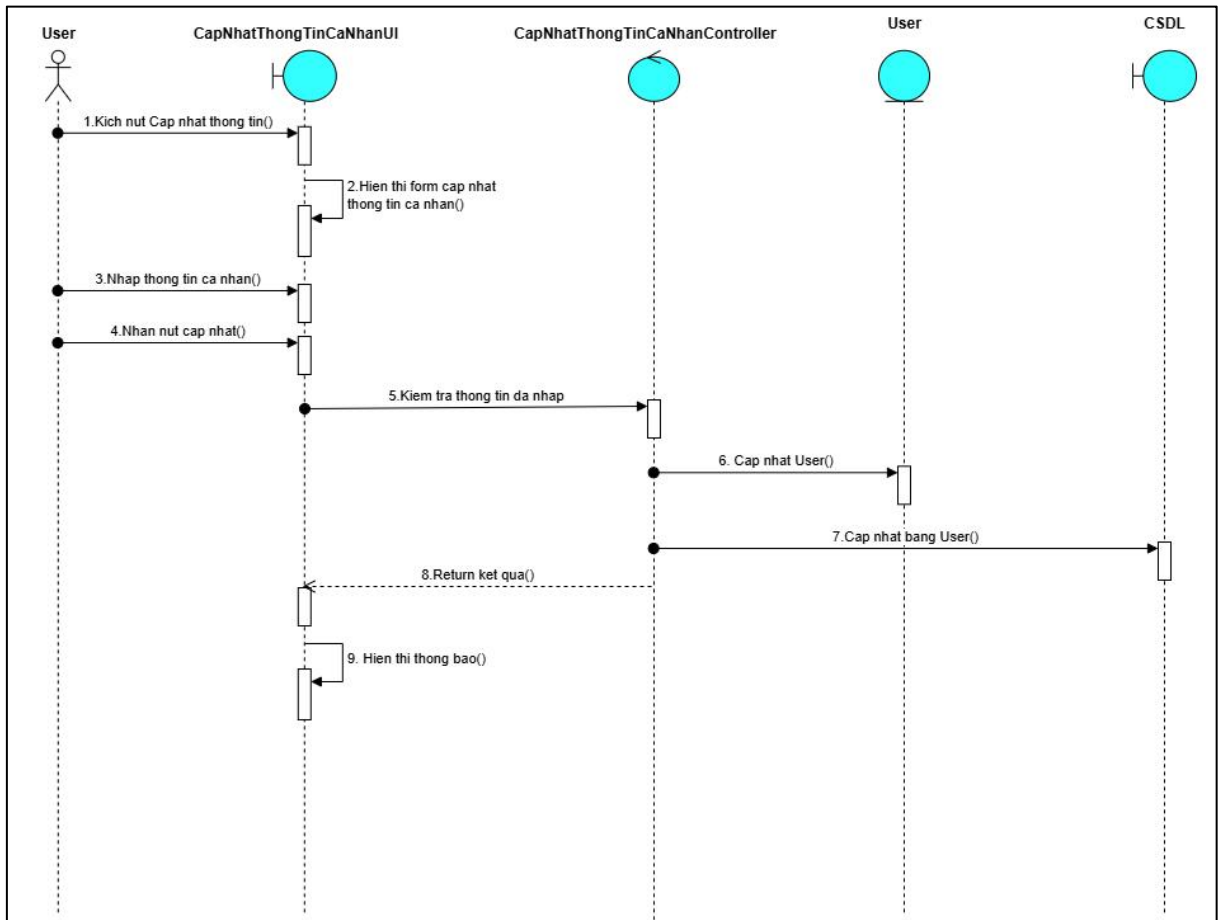 User
CapNhatThongTinCaNhanUI
CapNhatThongTinCaNhanController
User
CSDL
1.Kich nut Cap nhat thong tin()
2.Hien thi form cap nhat
thong tin ca nhan()
3.Nhap thong tin ca nhan()
4.Nhan nut cap nhat()
5.Kiem tra thong tin da nhap
6. Cap nhat User()
7.Cap nhat bang User()
8.Return ket qua()
9. Hien thi thong bao()